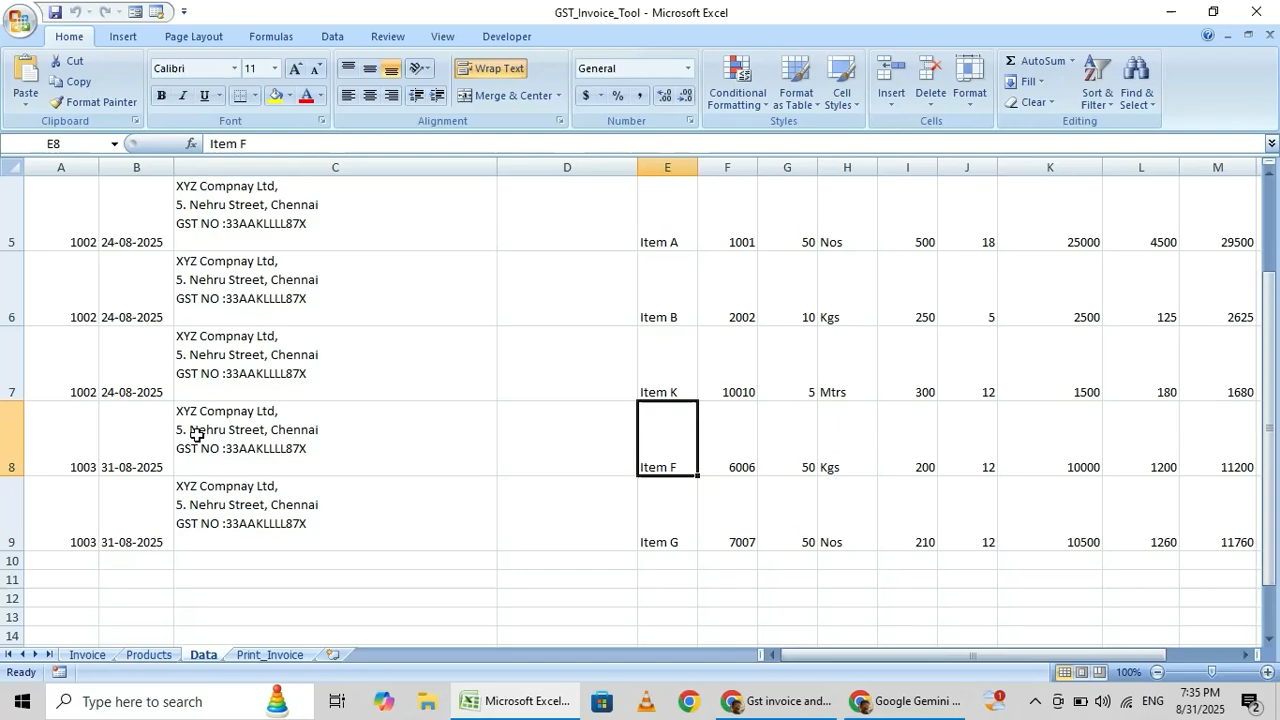 GST_Invoice_Tool - Microsoft Excel
Home Insert Page Layout Formulas Data Review View Developer
Paste
Cut
Copy
Format Painter
Clipboard
Calibri 11
B I U
Font
Wrap Text
Merge & Center
Alignment
General
$ % ,
Number
Conditional Formatting
Format as Table
Cell Styles
Styles
Insert Delete Format
Cells
AutoSum
Fill
Clear
Sort & Filter
Find & Select
Editing
E8 fx Item F
A B C D E F G H I J K L M
XYZ Compnay Ltd,
5. Nehru Street, Chennai
GST NO :33AAKLLLL87X
5 1002 24-08-2025 Item A 1001 50 Nos 500 18 25000 4500 29500
XYZ Compnay Ltd,
5. Nehru Street, Chennai
GST NO :33AAKLLLL87X
6 1002 24-08-2025 Item B 2002 10 Kgs 250 5 2500 125 2625
XYZ Compnay Ltd,
5. Nehru Street, Chennai
GST NO :33AAKLLLL87X
7 1002 24-08-2025 Item K 10010 5 Mtrs 300 12 1500 180 1680
XYZ Compnay Ltd,
5. Nehru Street, Chennai
GST NO :33AAKLLLL87X
8 1003 31-08-2025 Item F 6006 50 Kgs 200 12 10000 1200 11200
XYZ Compnay Ltd,
5. Nehru Street, Chennai
GST NO :33AAKLLLL87X
9 1003 31-08-2025 Item G 7007 50 Nos 210 12 10500 1260 11760
10
11
12
13
14
Invoice Products Data Print_Invoice
Ready 100%
Type here to search
Microsoft Excel...
Gst invoice and...
Google Gemini ...
1
ENG
7:35 PM
8/31/2025
2